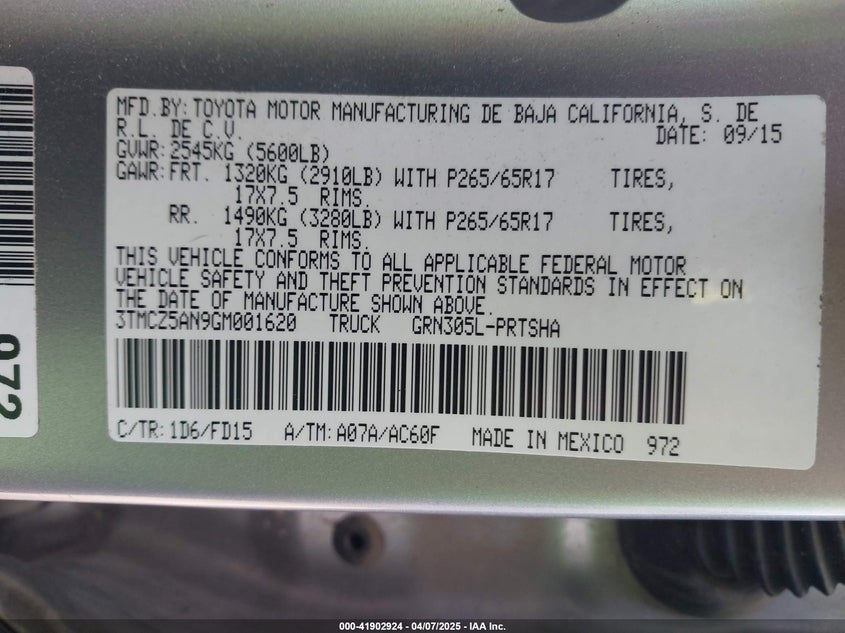 MFD.BY:TOYOTA MOTOR MANUFACTURING DE BAJA CALIFORNIA, S. DE
R.L. DE C.V. DATE: 09/15
GVWR:2545KG (5600LB)
GAWR:FRT. 1320KG (2910LB) WITH P265/65R17 TIRES,
17X7.5 RIMS.
RR. 1490KG (3280LB) WITH P265/65R17 TIRES,
17X7.5 RIMS.
THIS VEHICLE CONFORMS TO ALL APPLICABLE FEDERAL MOTOR
VEHICLE SAFETY AND THEFT PREVENTION STANDARDS IN EFFECT ON
THE DATE OF MANUFACTURE SHOWN ABOVE.
3TMCZ5AN9GM001620 TRUCK GRN305L-PRTSHA
C/TR:1D6/FD15 A/TM:A07A/AC60F MADE IN MEXICO 972
972
000-41902924 - 04/07/2025 - IAA Inc.